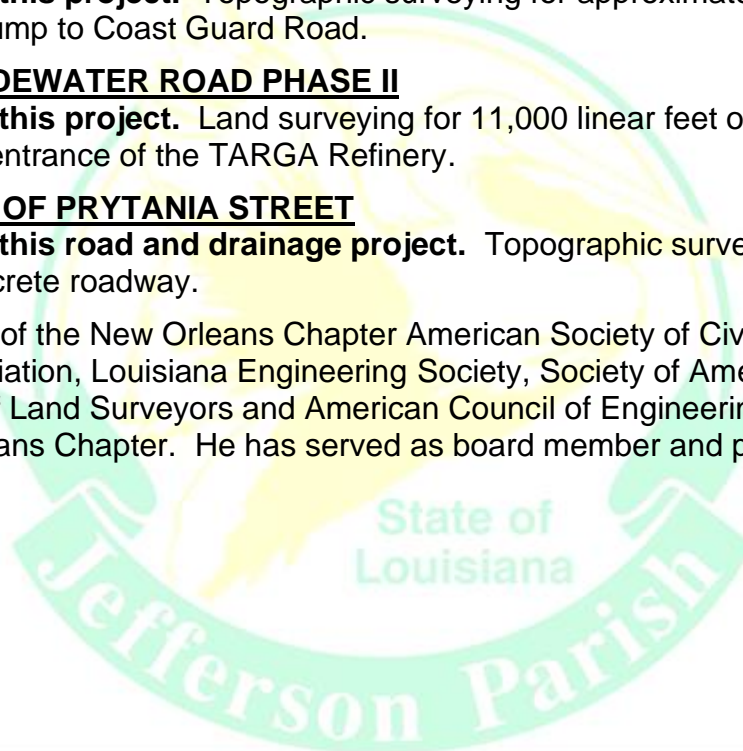 this project. Topographic surveying for approximat
ump to Coast Guard Road.
DEWATER ROAD PHASE II
this project. Land surveying for 11,000 linear feet o
entrance of the TARGA Refinery.
OF PRYTANIA STREET
this road and drainage project. Topographic surve
crete roadway.
of the New Orleans Chapter American Society of Civ
iation, Louisiana Engineering Society, Society of Ame
Land Surveyors and American Council of Engineerin
ans Chapter. He has served as board member and p
State of
Louisiana
Jefferson Parish